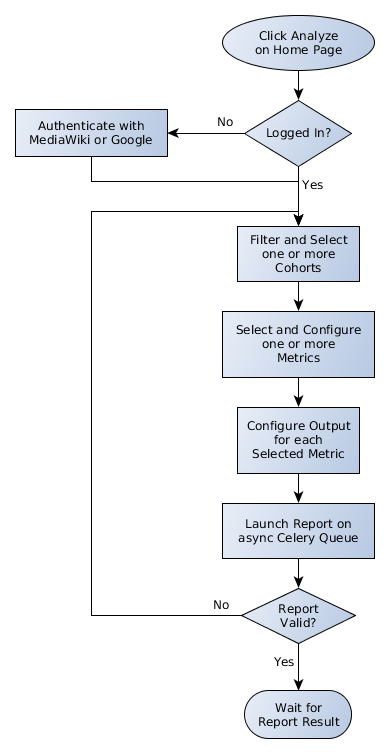 Click Analyze
on Home Page
Logged In?
No
Authenticate with
MediaWiki or Google
Yes
Filter and Select
one or more
Cohorts
Select and Configure
one or more
Metrics
Configure Output
for each
Selected Metric
Launch Report on
async Celery Queue
Report
Valid?
No
Yes
Wait for
Report Result